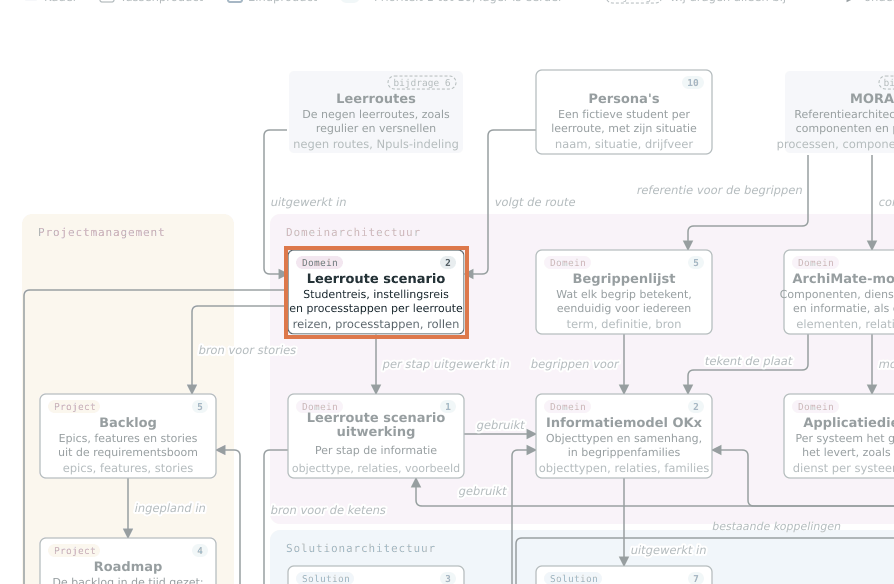 bijdrage 6
Leerroutes
De negen leerroutes, zoals
regulier en versnellen
negen routes, Npuls-indeling
10
Persona's
Een fictieve student per
leerroute, met zijn situatie
naam, situatie, drijfveer
MORA
Referentiearchitec
componenten en p
processen, compone
uitgewerkt in
volgt de route
referentie voor de begrippen
Projectmanagement
Domeinarchitectuur
Domein
2
Leerroute scenario
Studentreis, instellingsreis
en processtappen per leerroute
reizen, processtappen, rollen
Domein
5
Begrippenlijst
Wat elk begrip betekent,
eenduidig voor iedereen
term, definitie, bron
Domein
ArchiMate-mo
Componenten, diens
en informatie, als
elementen, relati
bron voor stories
per stap uitgewerkt in
begrippen voor
tekent de plaat
Project
5
Backlog
Epics, features en stories
uit de requirementsboom
epics, features, stories
Domein
1
Leerroute scenario
uitwerking
Per stap de informatie
objecttype, relaties, voorbeeld
gebruikt
Domein
2
Informatiemodel OKx
Objecttypen en samenhang,
in begrippenfamilies
objecttypen, relaties, families
Domein
Applicatiedie
Per systeem het g
het levert, zoals
dienst per systeem
gebruikt
ingepland in
bron voor de ketens
bestaande koppelingen
Project
4
Roadmap
De backlog in de tijd gezet:
Solutionarchitectuur
uitgewerkt in
Solution
3
Solution
7